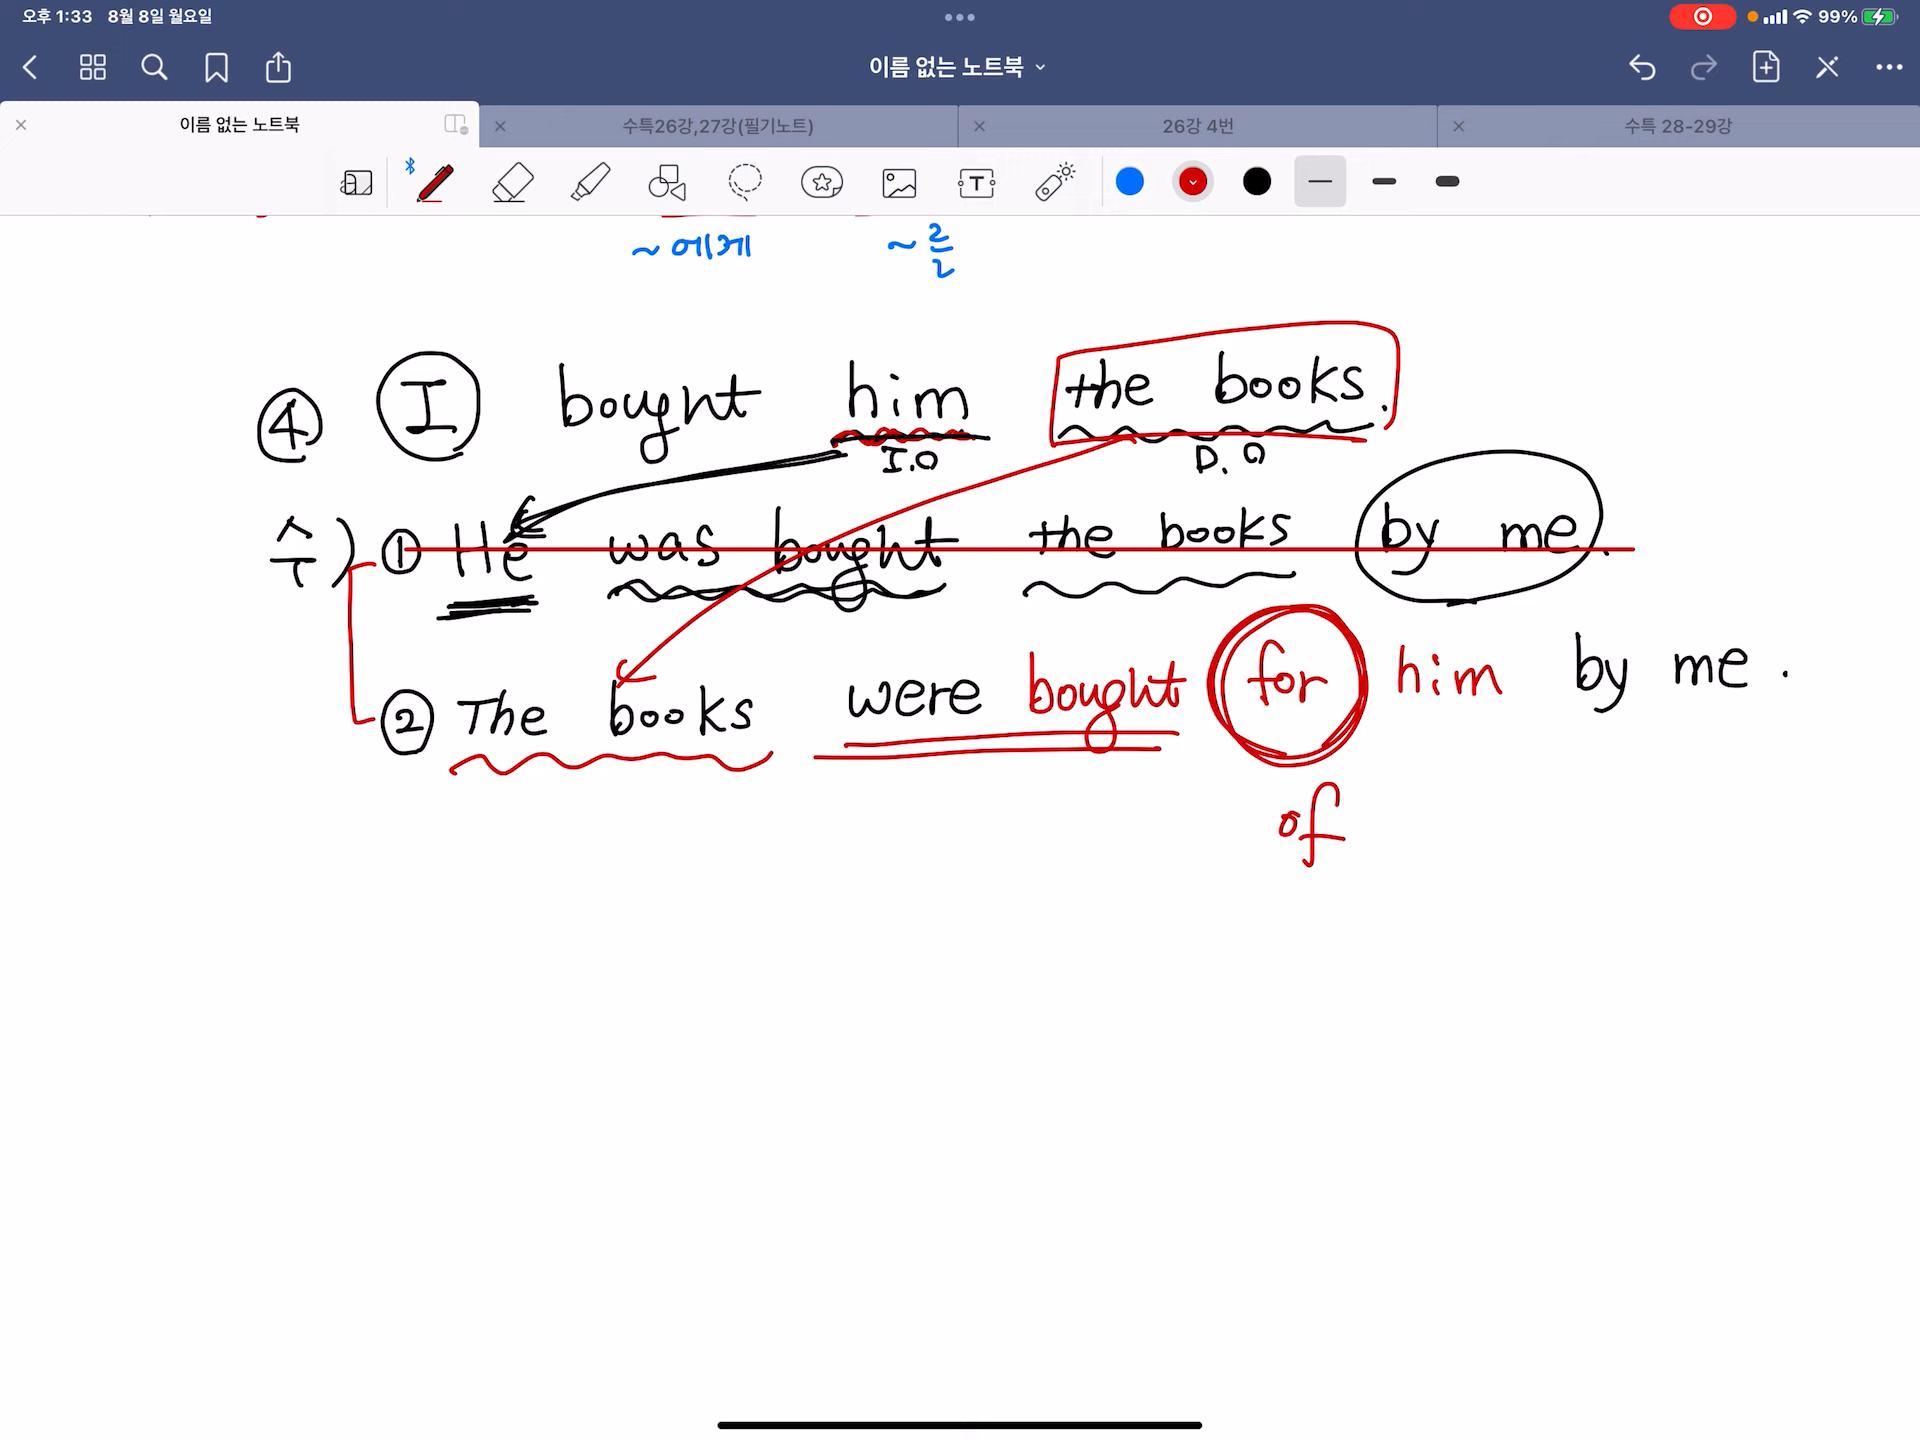 오후 1:33 8월 8일 월요일 99%
이름 없는 노트북
이름 없는 노트북 수특26강,27강(필기노트) 26강 4번 수특 28-29강
~에게 ~를
④ I bought him the books.
I.O D.O
수) ① He was bought the books by me.
② The books were bought for him by me.
of